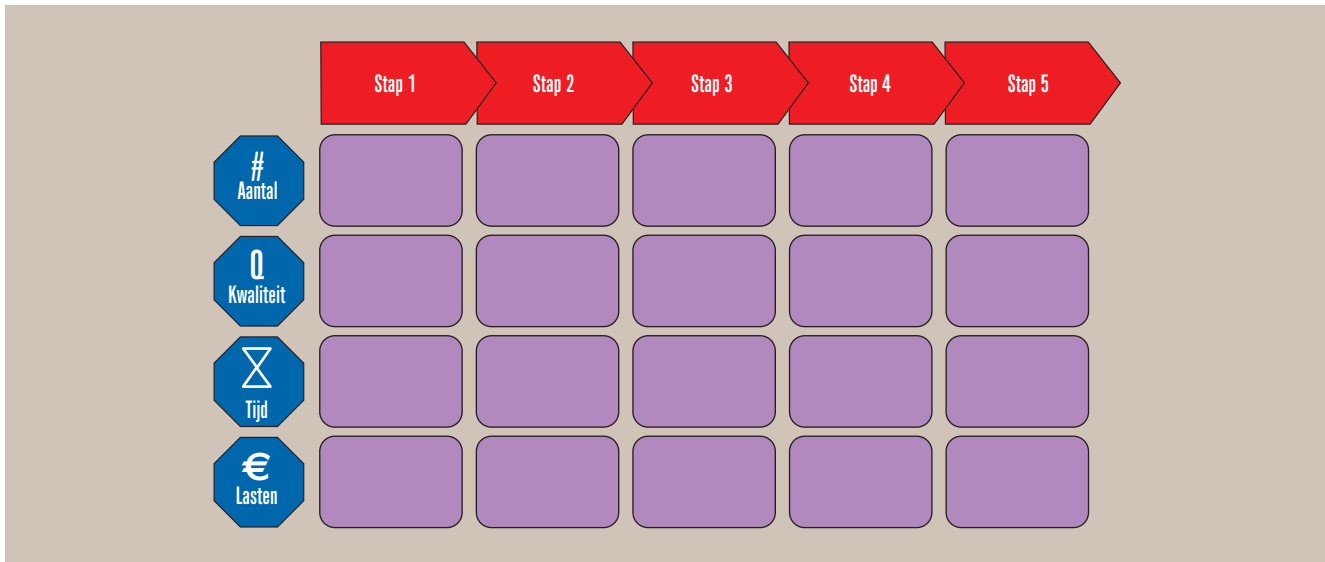 Stap 1
Stap 2
Stap 3
Stap 4
Stap 5
#
Aantal
Q
Kwaliteit
Tijd
€
Lasten